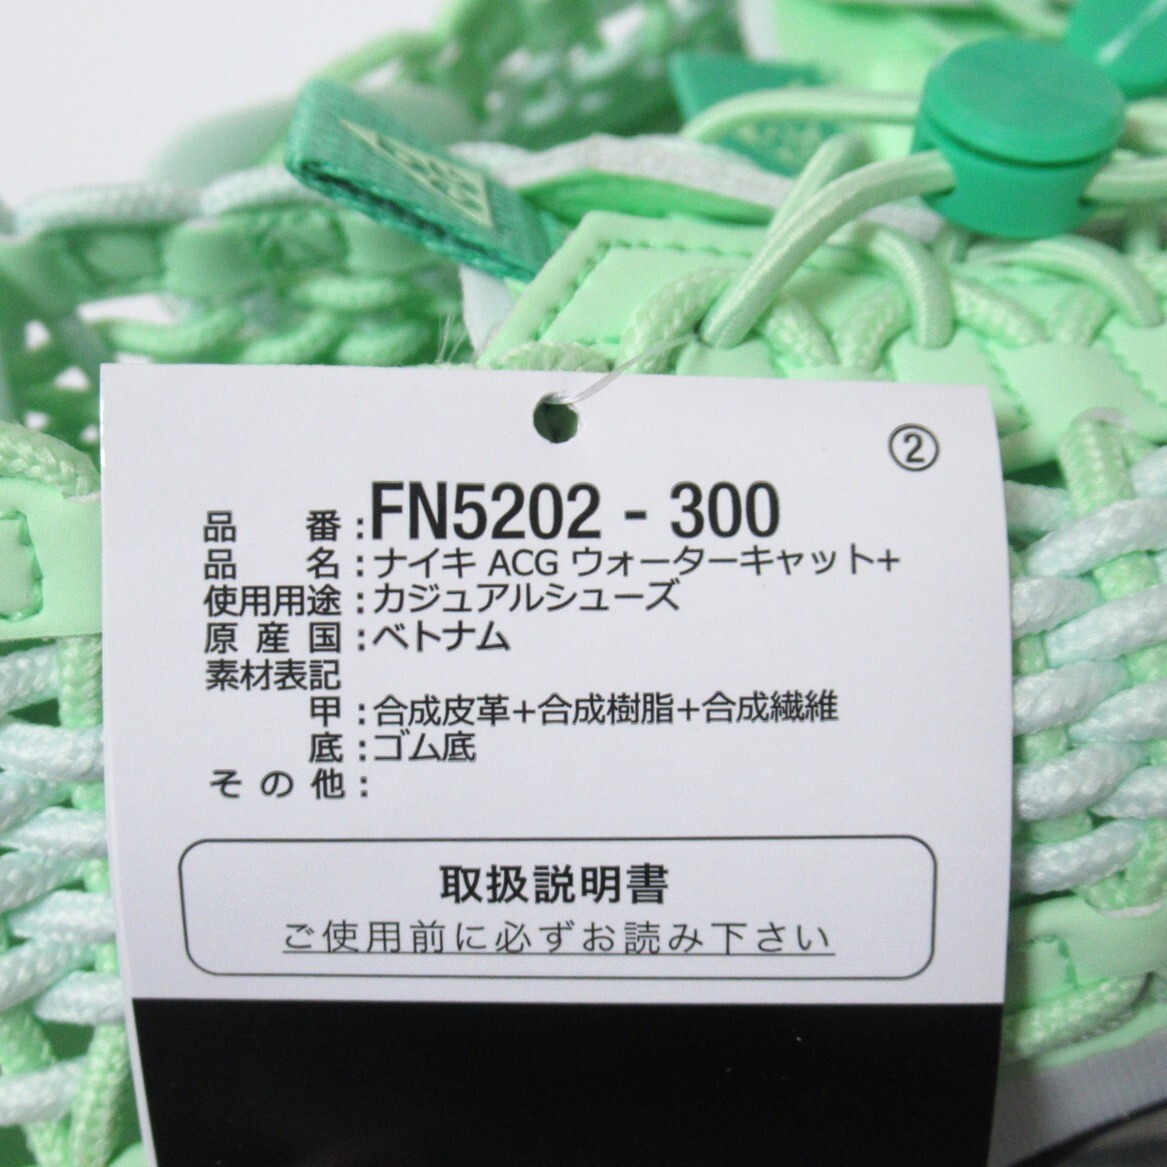 ②
品番:FN5202 - 300
品名:ナイキ ACG ウォーターキャット+
使用用途:カジュアルシューズ
原産国:ベトナム
素材表記
甲:合成皮革+合成樹脂+合成繊維
底:ゴム底
その他:
取扱説明書
ご使用前に必ずお読み下さい